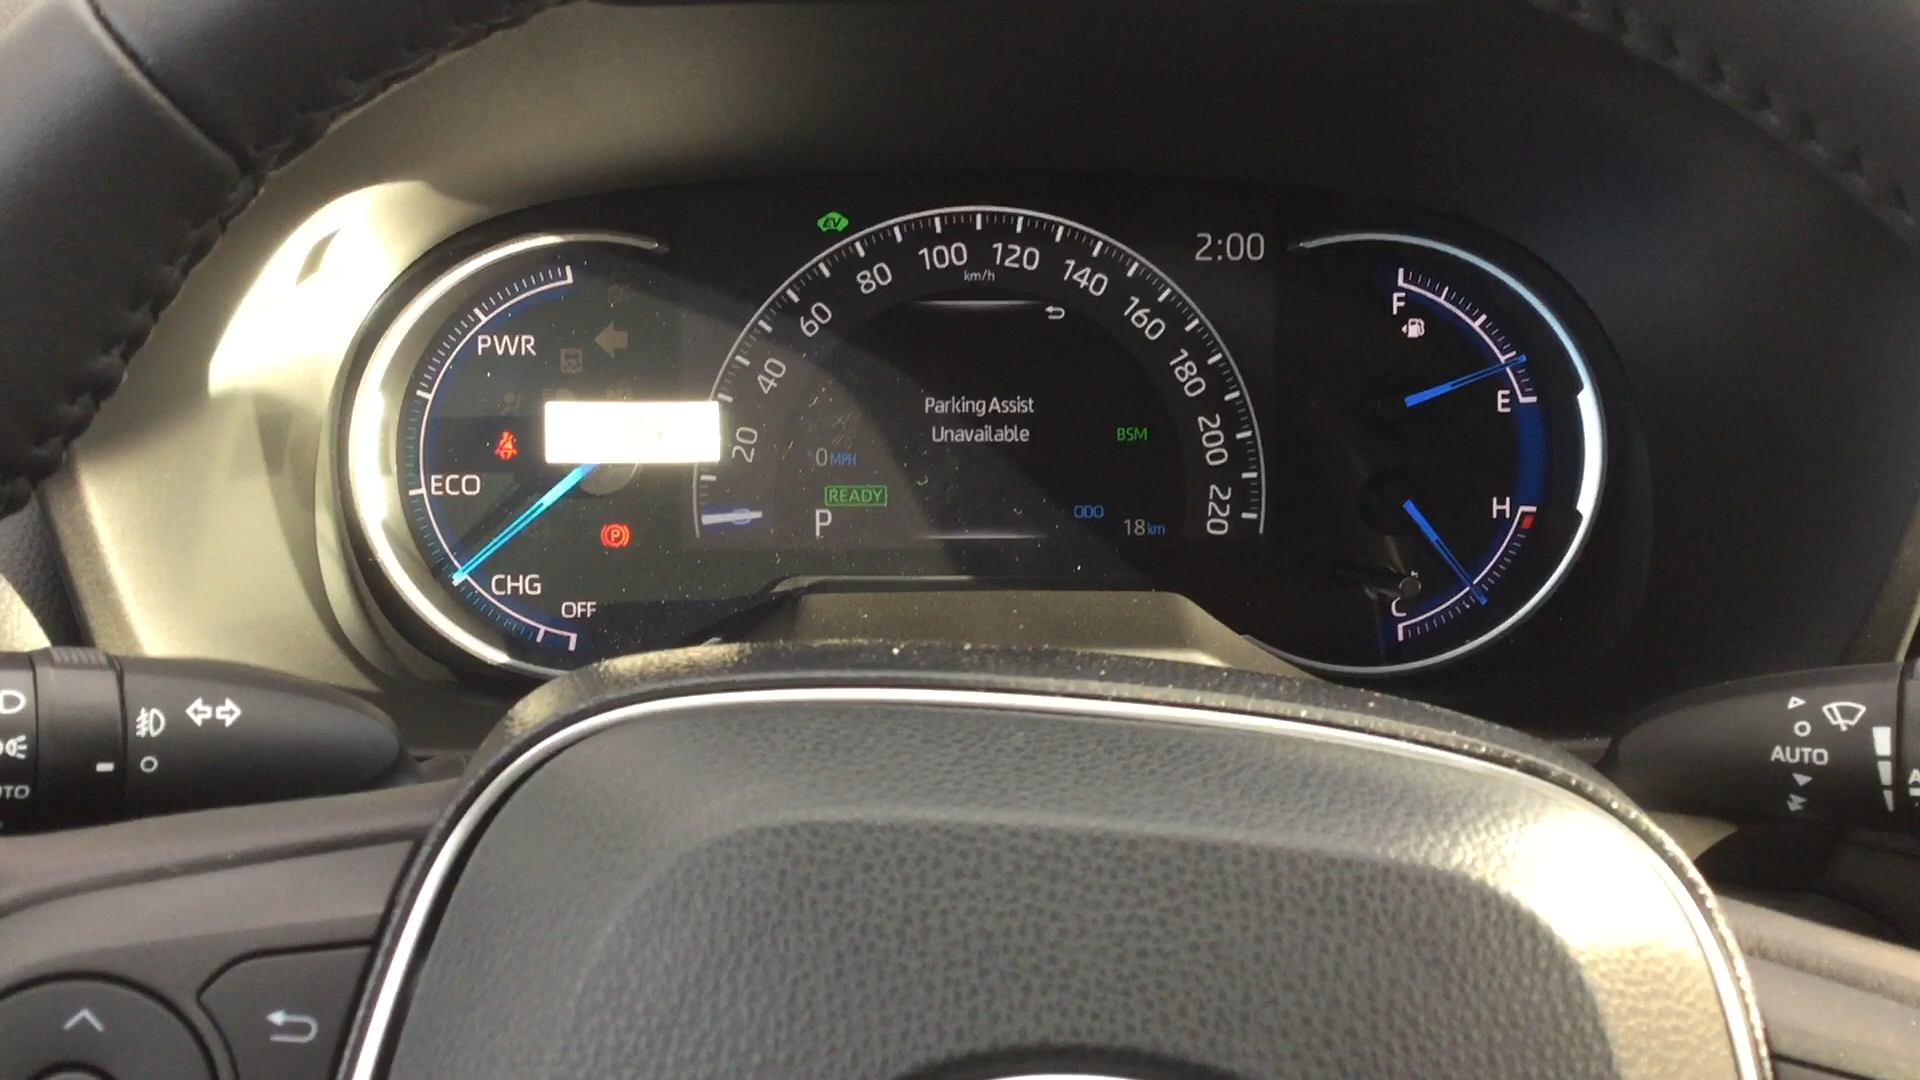 EV
2:00
PWR
ECO
CHG
OFF
20
40
60
80
100
120
140
160
180
200
220
km/h
Parking Assist
Unavailable
BSM
0 MPH
READY
P
ODO
18 km
F
E
H
C
AUTO